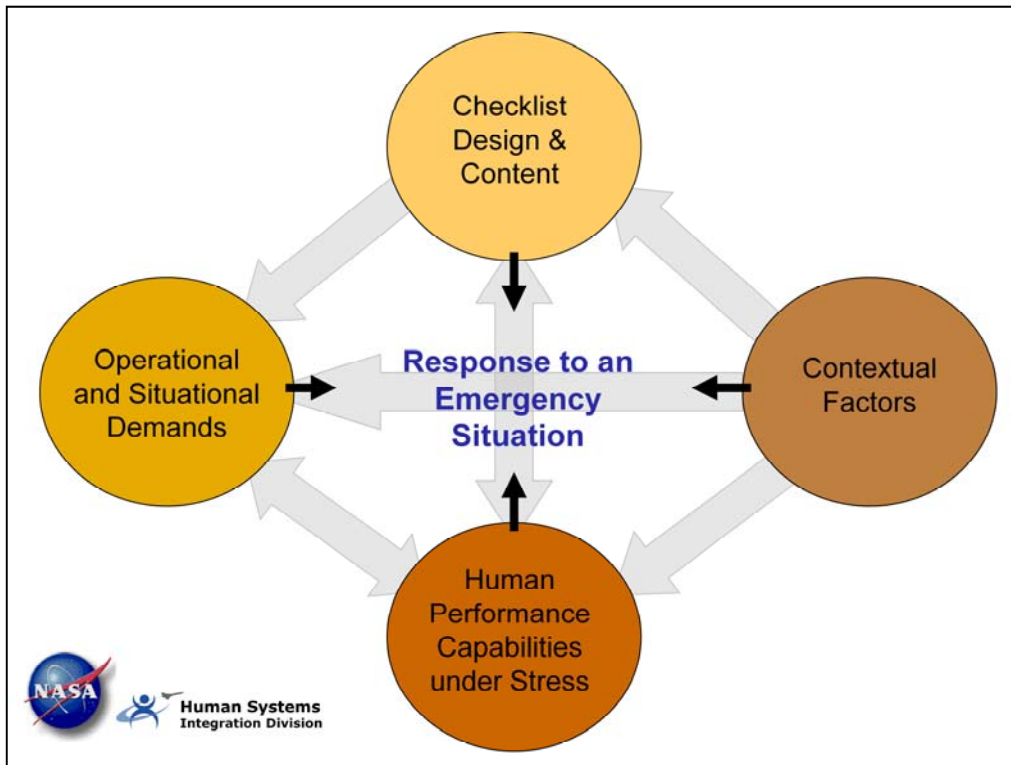 Checklist
Design &
Content
Operational
and Situational
Demands
Response to an
Emergency
Situation
Contextual
Factors
Human
Performance
Capabilities
under Stress
NASA
Human Systems
Integration Division